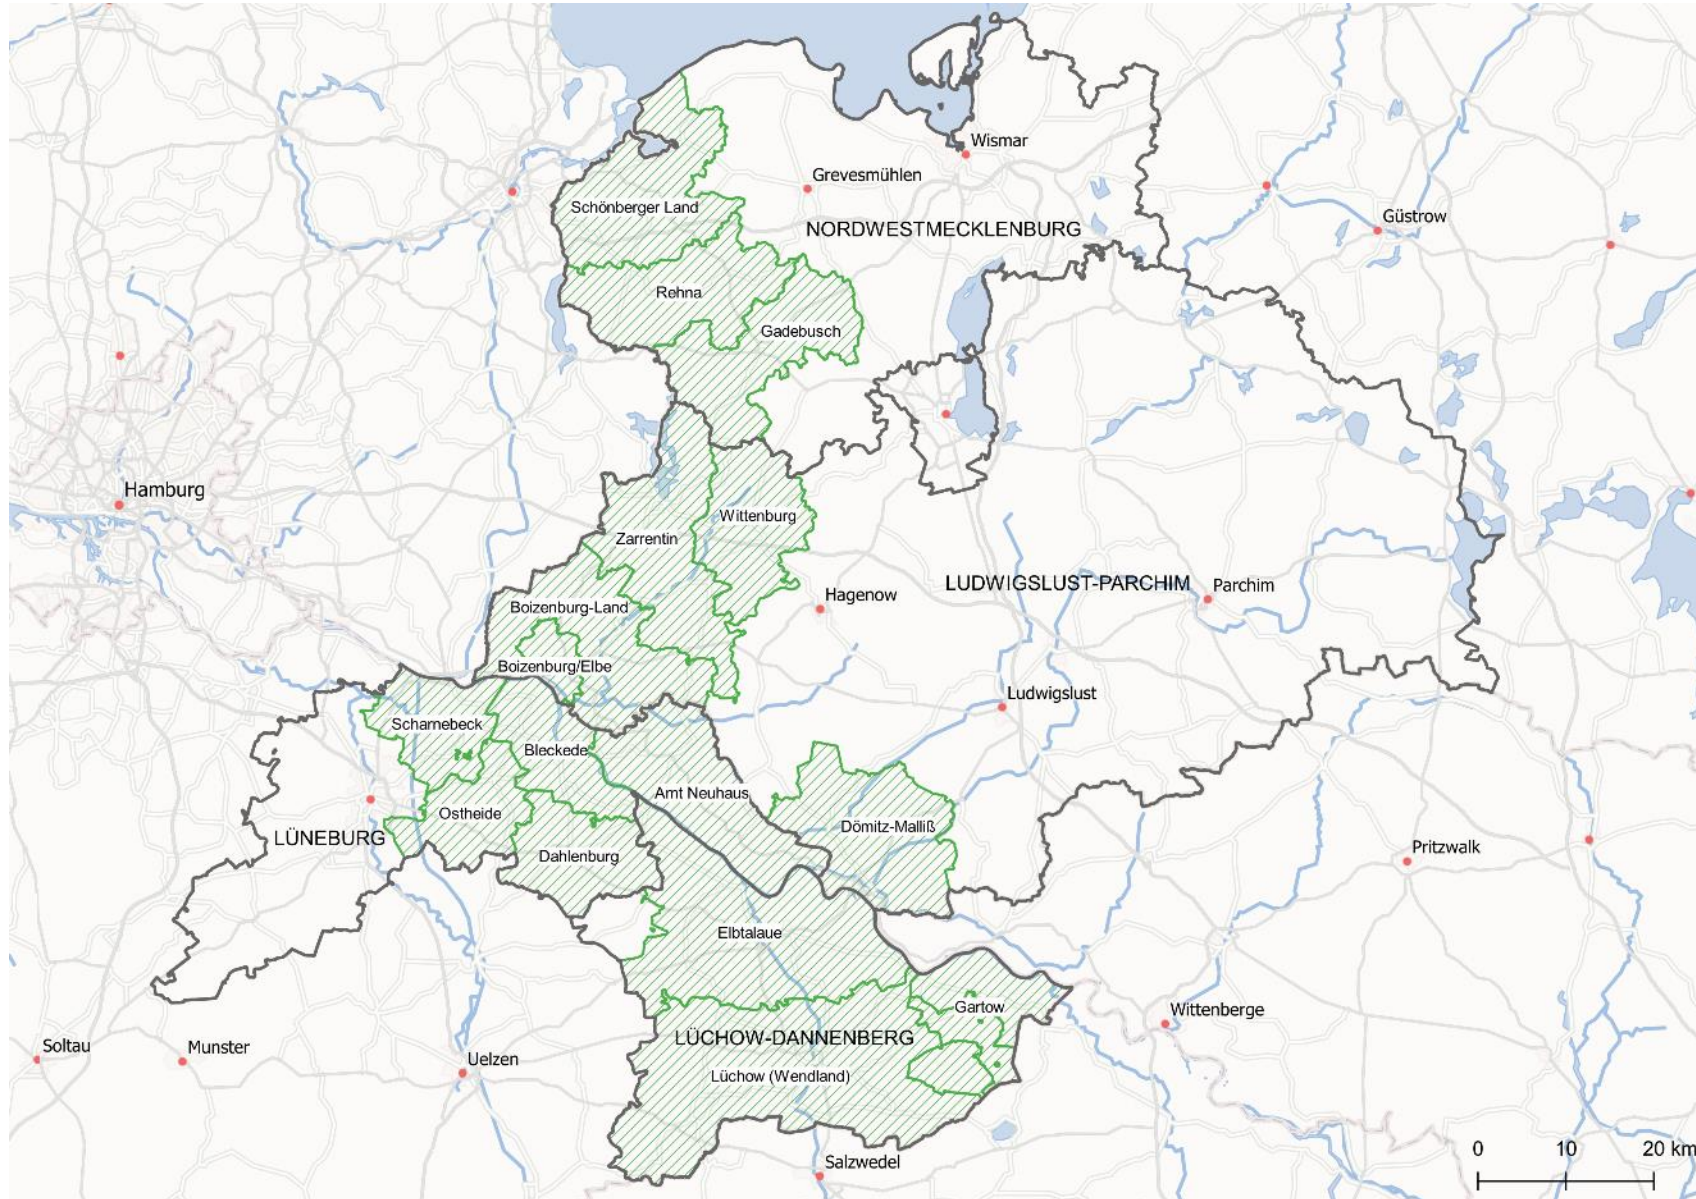 Wismar
Grevesmühlen
Schönberger Land
Güstrow
NORDWESTMECKLENBURG
Rehna
Gadebusch
Hamburg
Wittenburg
Zarrentin
LUDWIGSLUST-PARCHIM
Parchim
Hagenow
Boizenburg-Land
Boizenburg/Elbe
Ludwigslust
Scharnebeck
Bleckede
Amt Neuhaus
Ostheide
Dömitz-Malliß
LÜNEBURG
Pritzwalk
Dahlenburg
Elbtalaue
Gartow
Wittenberge
LÜCHOW-DANNENBERG
Soltau
Munster
Uelzen
Lüchow (Wendland)
Salzwedel
0 10 20 km